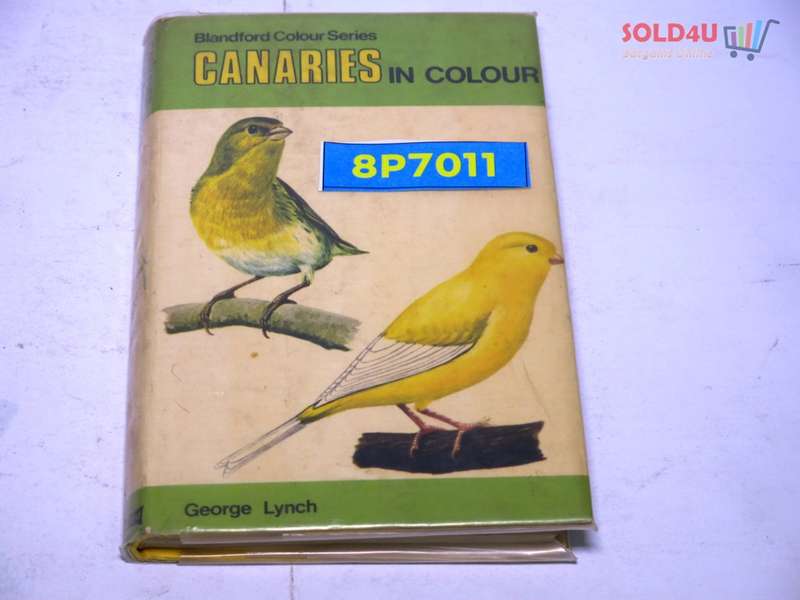 Blandford Colour Series
CANARIES IN COLOUR
SOLD4U
Bargains Online
8P7011
George Lynch